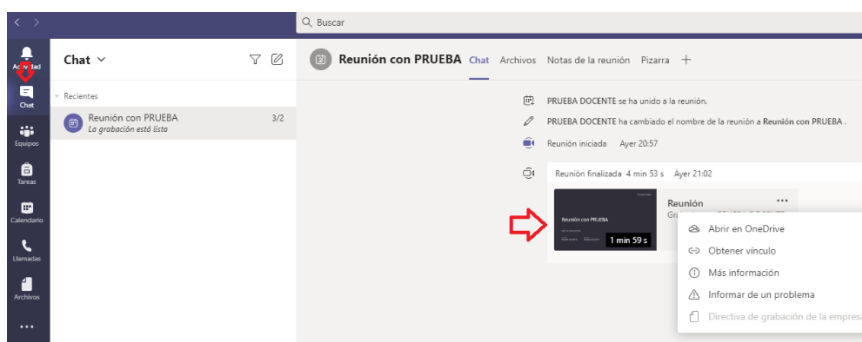 Buscar
Actividad
Chat
Equipos
Tareas
Calendario
Llamadas
Archivos
Chat
Recientes
Reunión con PRUEBA 3/2
La grabación está lista
Reunión con PRUEBA Chat Archivos Notas de la reunión Pizarra
PRUEBA DOCENTE se ha unido a la reunión.
PRUEBA DOCENTE ha cambiado el nombre de la reunión a Reunión con PRUEBA .
Reunión iniciada Ayer 20:57
Reunión finalizada 4 min 53 s Ayer 21:02
Reunión con PRUEBA
1 min 59 s
Reunión
Abrir en OneDrive
Obtener vínculo
Más información
Informar de un problema
Directiva de grabación de la empresa